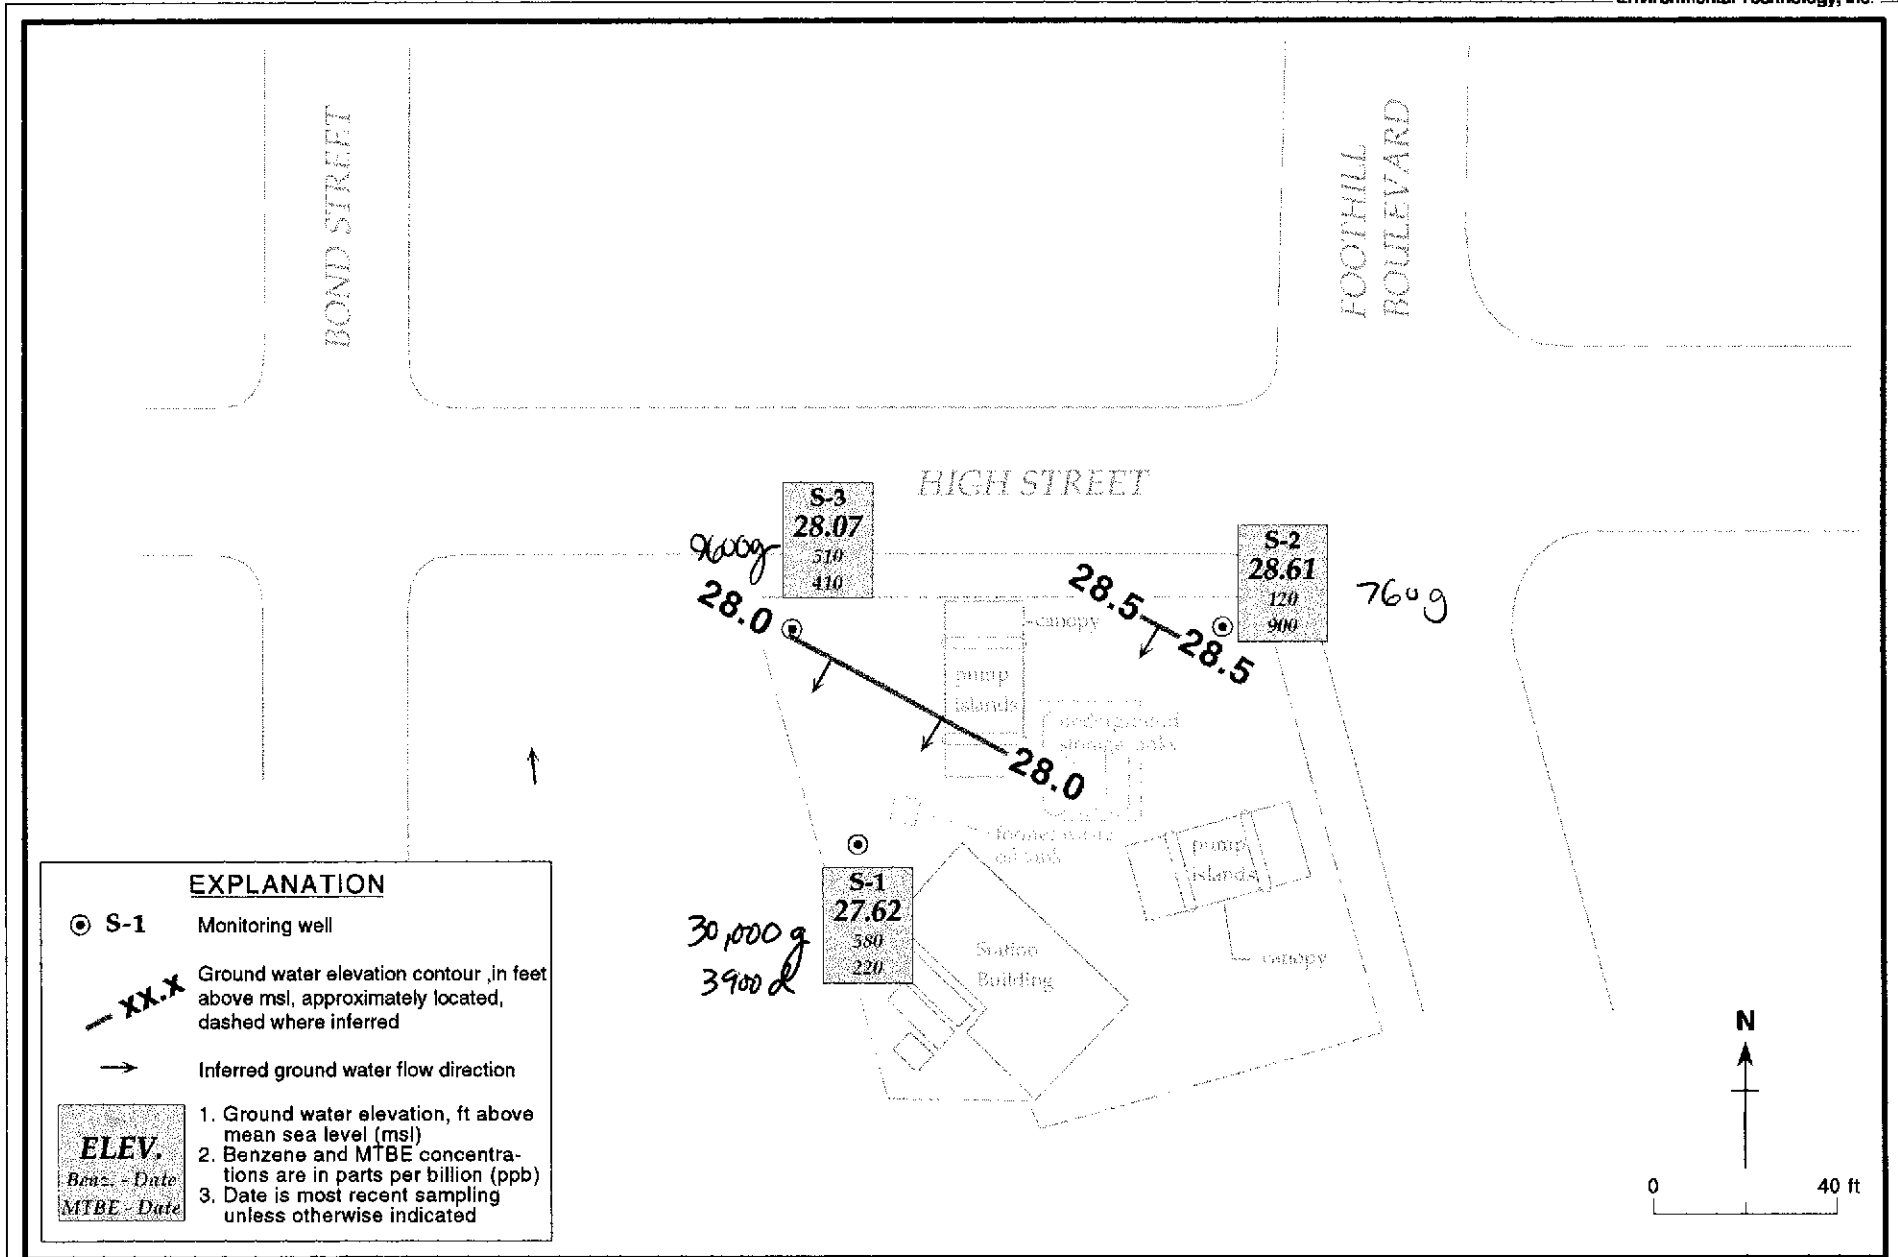 Environmental Technology, Inc.
BOND STREET
FOOTHILL
BOULEVARD
HIGH STREET
S-3
28.07
510
410
9600g
S-2
28.61
120
900
760g
28.0
28.0
28.5
28.5
canopy
pump
islands
underground
storage tanks
former waste
oil tank
pump
islands
canopy
Station
Building
S-1
27.62
580
220
30,000 g
3900 d
EXPLANATION
S-1 Monitoring well
XX.X
Ground water elevation contour ,in feet
above msl, approximately located,
dashed where inferred
Inferred ground water flow direction
ELEV.
Benz. - Date
MTBE - Date
1. Ground water elevation, ft above
mean sea level (msl)
2. Benzene and MTBE concentra-
tions are in parts per billion (ppb)
3. Date is most recent sampling
unless otherwise indicated
N
0 40 ft